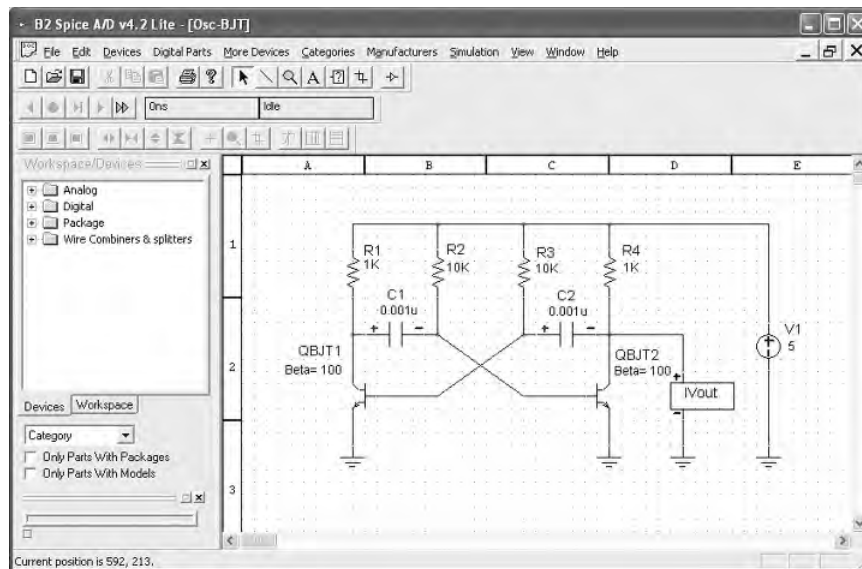 B2 Spice A/D v4.2 Lite - [Osc-BJT]
File Edit Devices Digital Parts More Devices Categories Manufacturers Simulation View Window Help
0ns Idle
Workspace/Devices
Analog
Digital
Package
Wire Combiners & splitters
Devices Workspace
Category
Only Parts With Packages
Only Parts With Models
A B C D E
1
2
3
R1
1K
R2
10K
R3
10K
R4
1K
C1
0.001u
+ -
C2
0.001u
+ -
QBJT1
Beta= 100
QBJT2
Beta= 100
V1
5
+
IVout
-
Current position is 592, 213.